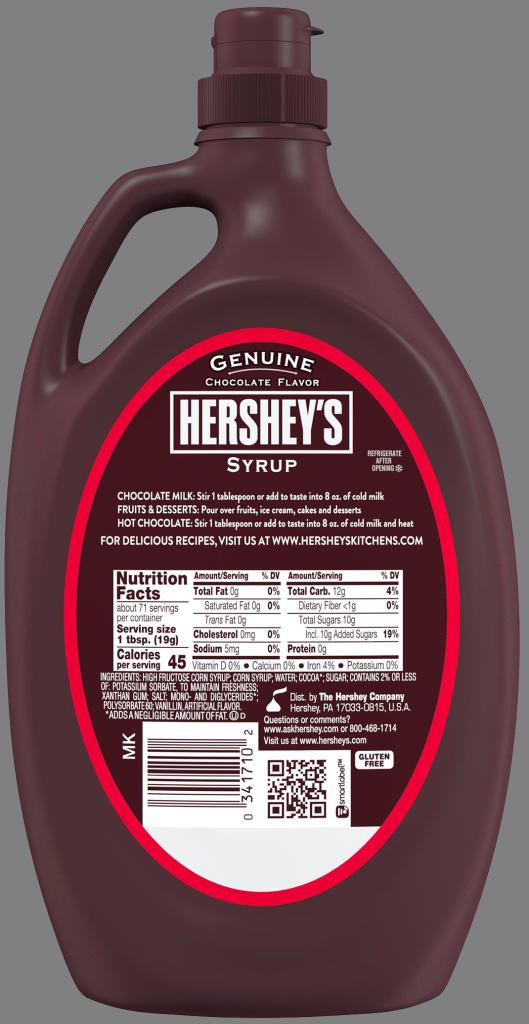 GENUINE
CHOCOLATE FLAVOR
HERSHEY'S
SYRUP
REFRIGERATE
AFTER
OPENING
CHOCOLATE MILK: Stir 1 tablespoon or add to taste into 8 oz. of cold milk
FRUITS & DESSERTS: Pour over fruits, ice cream, cakes and desserts
HOT CHOCOLATE: Stir 1 tablespoon or add to taste into 8 oz. of cold milk and heat
FOR DELICIOUS RECIPES, VISIT US AT WWW.HERSHEYSKITCHENS.COM
Nutrition
Facts
about 71 servings
per container
Serving size
1 tbsp. (19g)
Calories
per serving 45
Amount/Serving % DV
Total Fat 0g 0%
Saturated Fat 0g 0%
Trans Fat 0g
Cholesterol 0mg 0%
Sodium 5mg 0%
Amount/Serving % DV
Total Carb. 12g 4%
Dietary Fiber <1g 0%
Total Sugars 10g
Incl. 10g Added Sugars 19%
Protein 0g
Vitamin D 0% • Calcium 0% • Iron 4% • Potassium 0%
INGREDIENTS: HIGH FRUCTOSE CORN SYRUP; CORN SYRUP; WATER; COCOA*; SUGAR; CONTAINS 2% OR LESS
OF: POTASSIUM SORBATE, TO MAINTAIN FRESHNESS;
XANTHAN GUM; SALT; MONO- AND DIGLYCERIDES*;
POLYSORBATE 60; VANILLIN, ARTIFICIAL FLAVOR.
*ADDS A NEGLIGIBLE AMOUNT OF FAT. Ⓤ D
Dist. by The Hershey Company
Hershey, PA 17033-0815, U.S.A.
Questions or comments?
www.askhershey.com or 800-468-1714
Visit us at www.hersheys.com
MK
0 341710 2
smartlabel™
GLUTEN
FREE